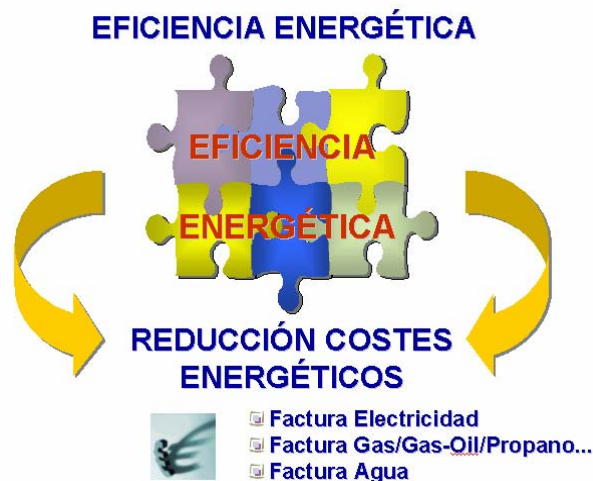 EFICIENCIA ENERGÉTICA
EFICIENCIA
ENERGÉTICA
REDUCCIÓN COSTES
ENERGÉTICOS
Factura Electricidad
Factura Gas/Gas-Oil/Propano...
Factura Agua